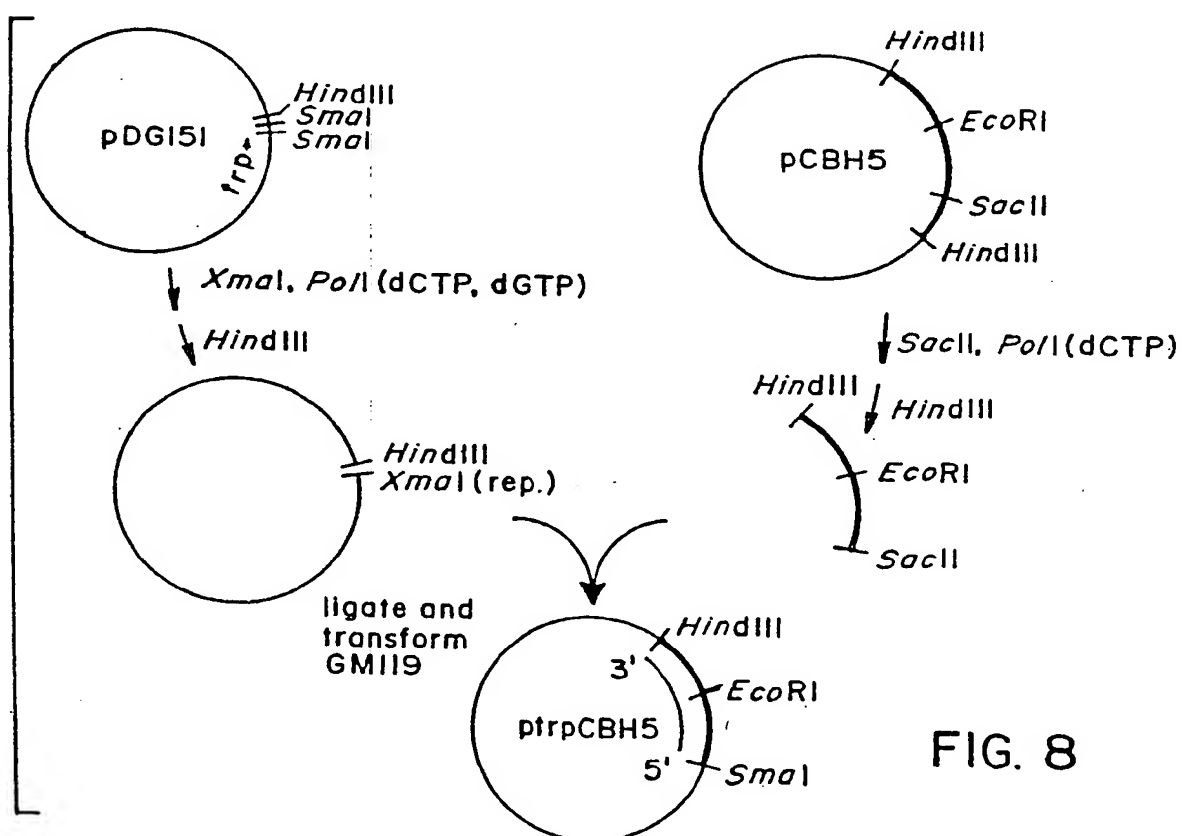 HindIII
SmaI
SmaI
pDG151
trp
XmaI, PolI (dCTP, dGTP)
HindIII
HindIII
XmaI (rep.)
HindIII
EcoRI
pCBH5
SacII
HindIII
SacII, PolI (dCTP)
HindIII
HindIII
EcoRI
SacII
ligate and
transform
GM119
HindIII
3'
EcoRI
ptrpCBH5
5'
SmaI
FIG. 8